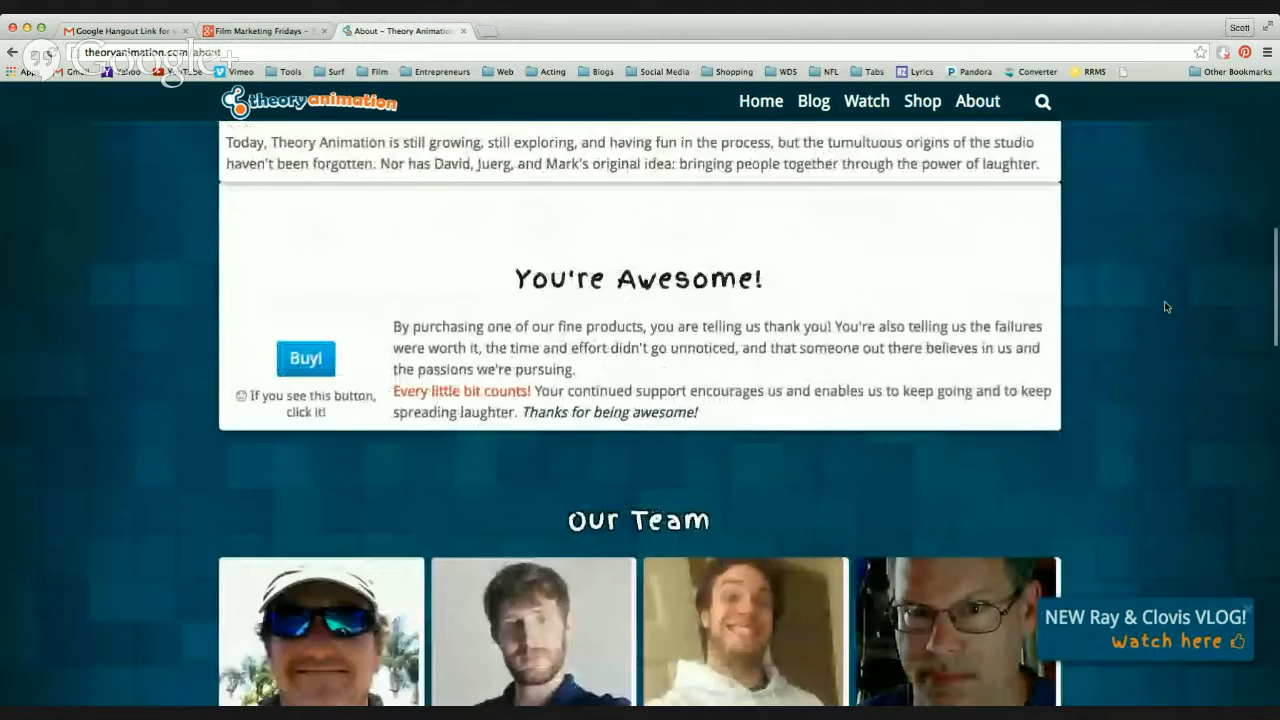 Google Hangout Link for
Film Marketing Fridays -
About - Theory Animation
Scott
Google+
theoryanimation.com/about
Apps
Gmail
Yahoo
YouTube
Vimeo
Tools
Surf
Film
Entrepreneurs
Web
Acting
Blogs
Social Media
Shopping
WDS
NFL
Tabs
Lyrics
Pandora
Converter
RRMS
Other Bookmarks
theoryanimation
Home
Blog
Watch
Shop
About
Today, Theory Animation is still growing, still exploring, and having fun in the process, but the tumultuous origins of the studio
haven't been forgotten. Nor has David, Juerg, and Mark's original idea: bringing people together through the power of laughter.
You're Awesome!
Buy!
☺ If you see this button,
click it!
By purchasing one of our fine products, you are telling us thank you! You're also telling us the failures
were worth it, the time and effort didn't go unnoticed, and that someone out there believes in us and
the passions we're pursuing.
Every little bit counts! Your continued support encourages us and enables us to keep going and to keep
spreading laughter. Thanks for being awesome!
Our Team
NEW Ray & Clovis VLOG!
Watch here